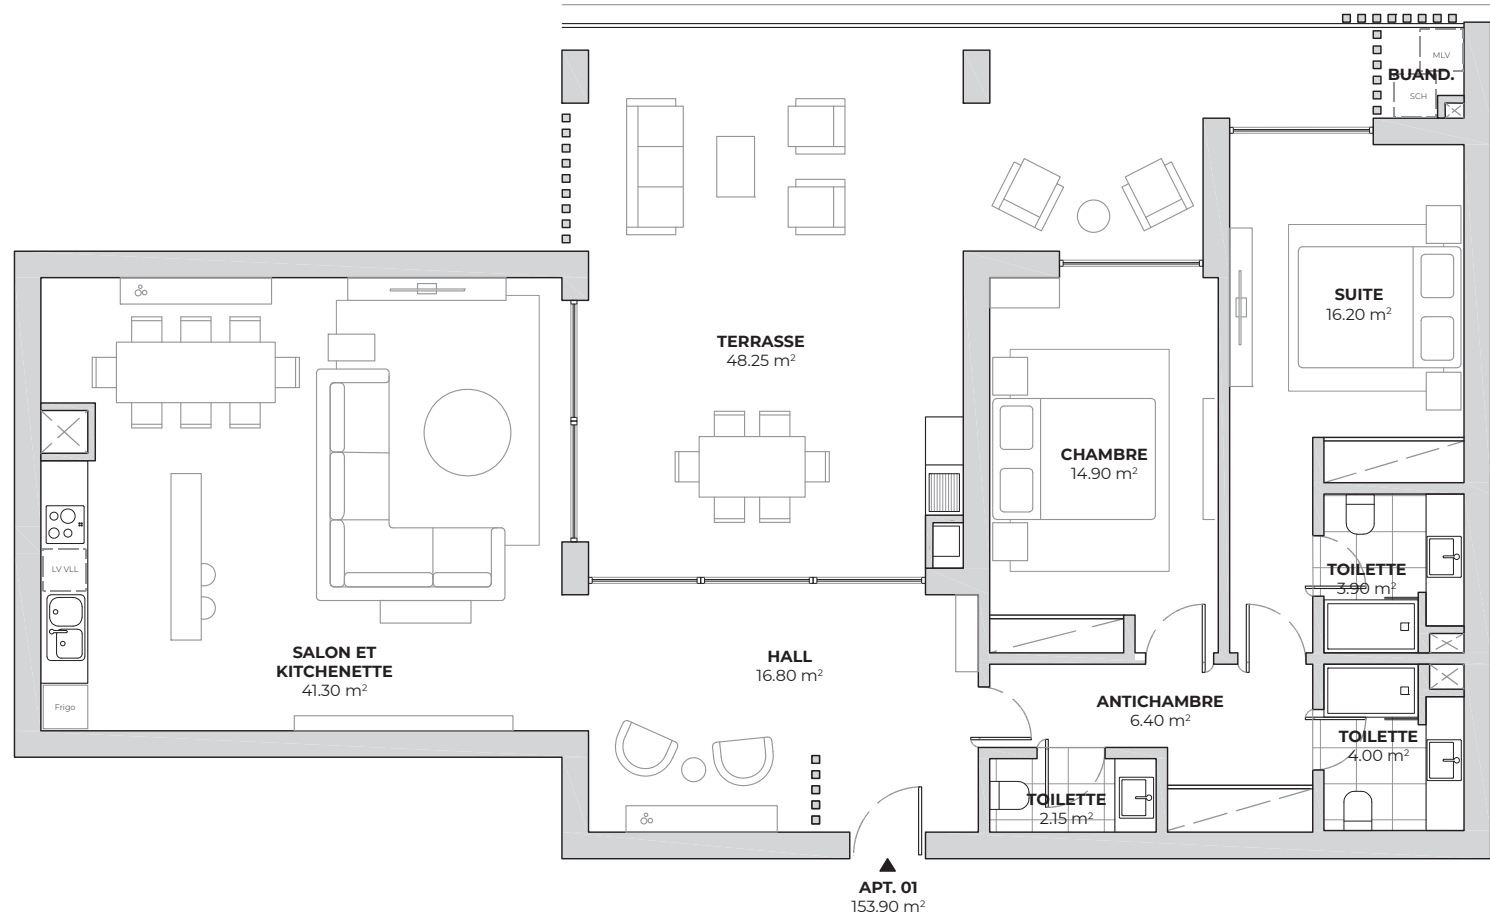 MLV
BUAND.
SCH
SUITE
16.20 m²
TERRASSE
48.25 m²
CHAMBRE
14.90 m²
LV VLL
TOILETTE
3.90 m²
SALON ET
KITCHENETTE
41.30 m²
HALL
16.80 m²
ANTICHAMBRE
6.40 m²
Frigo
TOILETTE
4.00 m²
TOILETTE
2.15 m²
APT. 01
153.90 m²